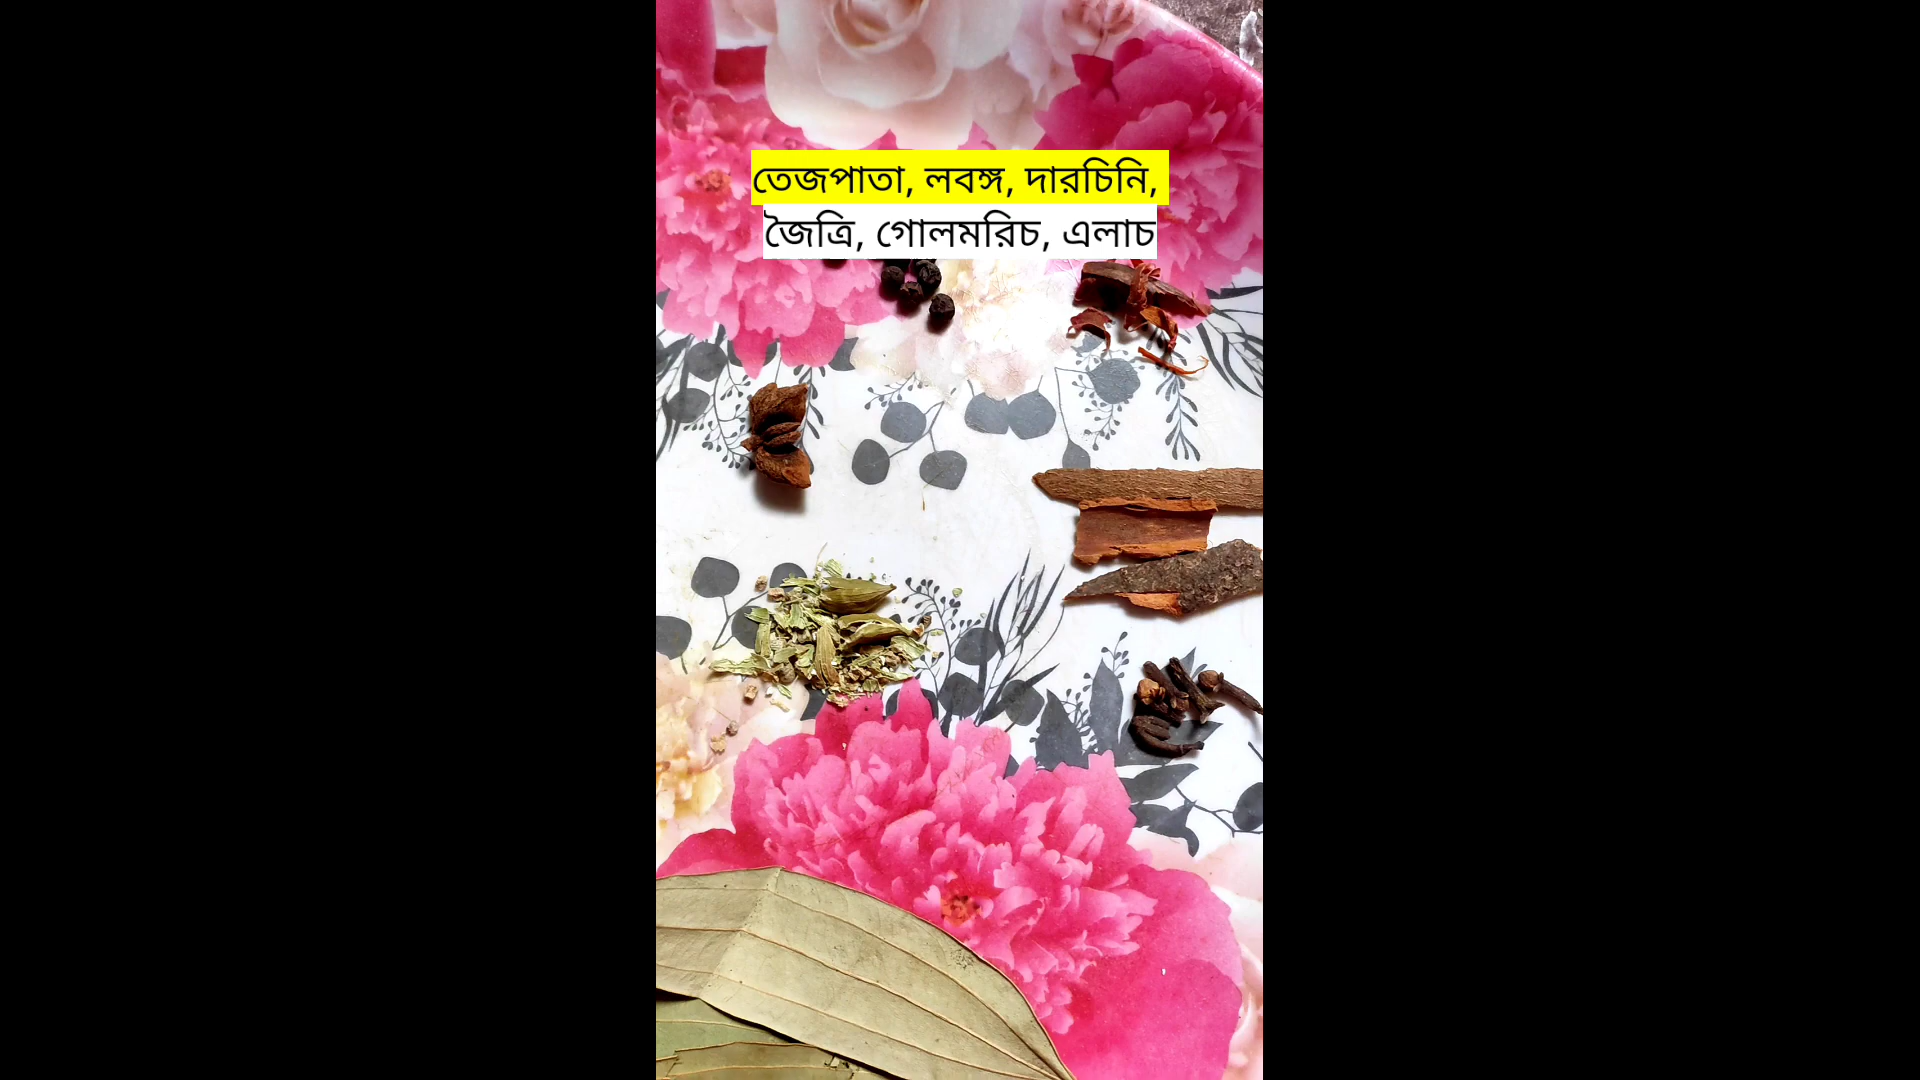 তেজপাতা, লবঙ্গ, দারচিনি,
জৈত্রি, গোলমরিচ, এলাচ